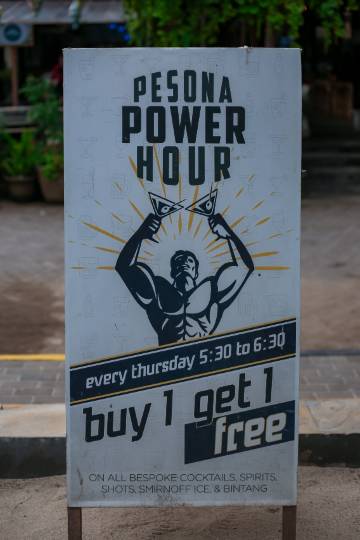 PESONA
POWER
HOUR
every thursday 5:30 to 6:30
buy 1 get 1
free
ON ALL BESPOKE COCKTAILS, SPIRITS,
SHOTS, SMIRNOFF ICE, & BINTANG